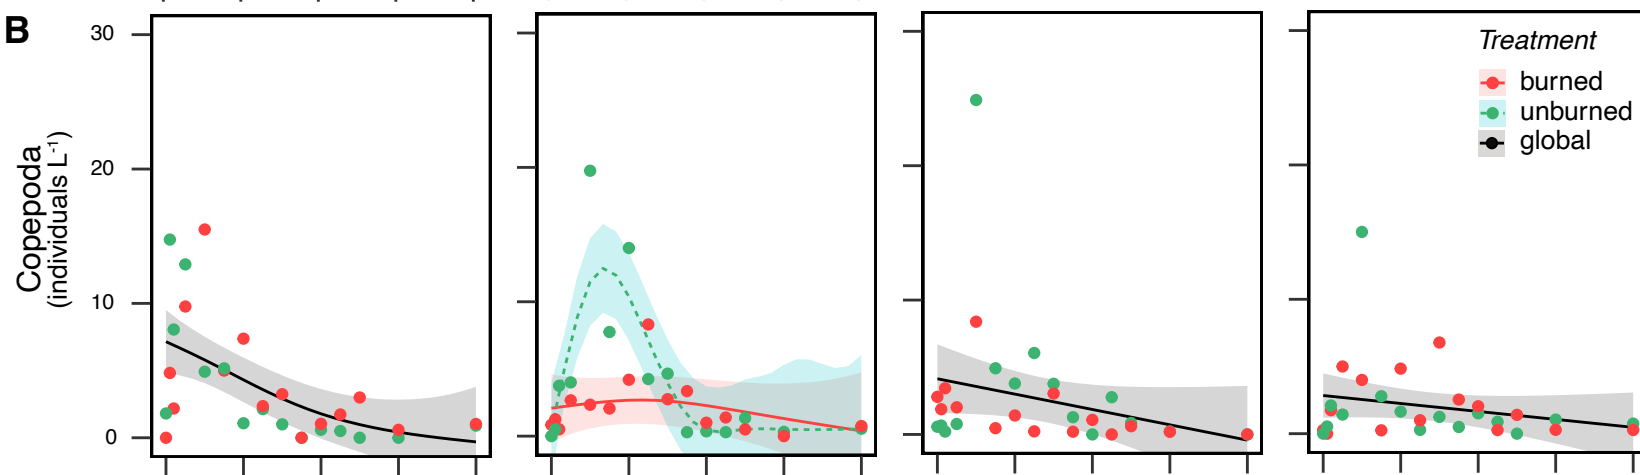 B
30
20
10
0
Copepoda
(individuals L-1)
Treatment
burned
unburned
global